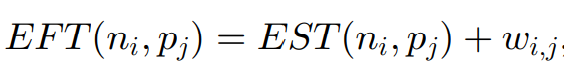 EFT(n_i, p_j) = EST(n_i, p_j) + w_{i,j},